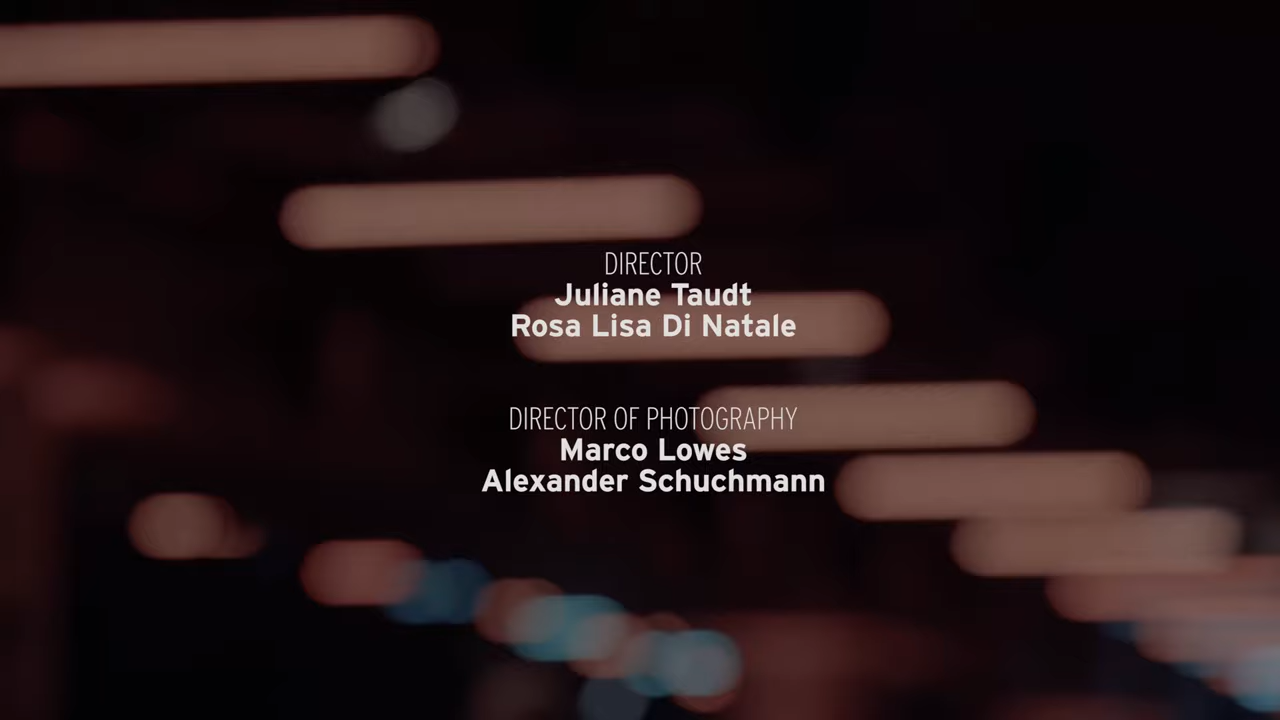 DIRECTOR
Juliane Taudt
Rosa Lisa Di Natale
DIRECTOR OF PHOTOGRAPHY
Marco Lowes
Alexander Schuchmann